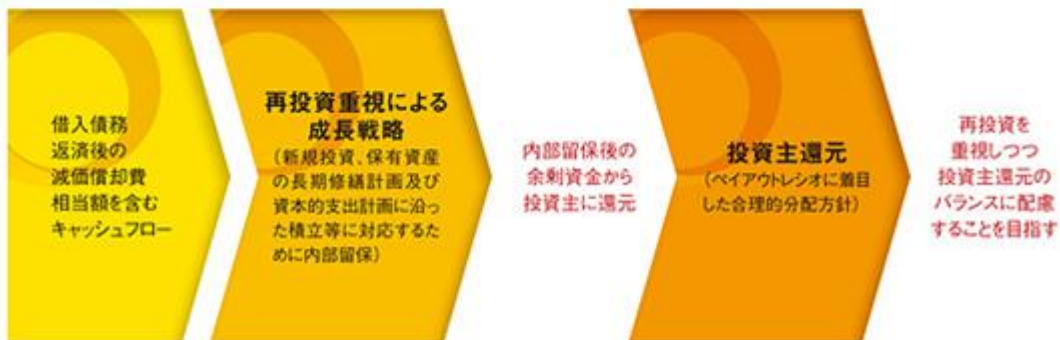 借入債務
返済後の
減価償却費
相当額を含む
キャッシュフロー
再投資重視による
成長戦略
(新規投資、保有資産
の長期修繕計画及び
資本的支出計画に沿っ
た積立等に対応するた
めに内部留保)
内部留保後の
余剰資金から
投資主に還元
投資主還元
(ペイアウトレシオに着目
した合理的分配方針)
再投資を
重視しつつ
投資主還元の
バランスに配慮
することを目指す